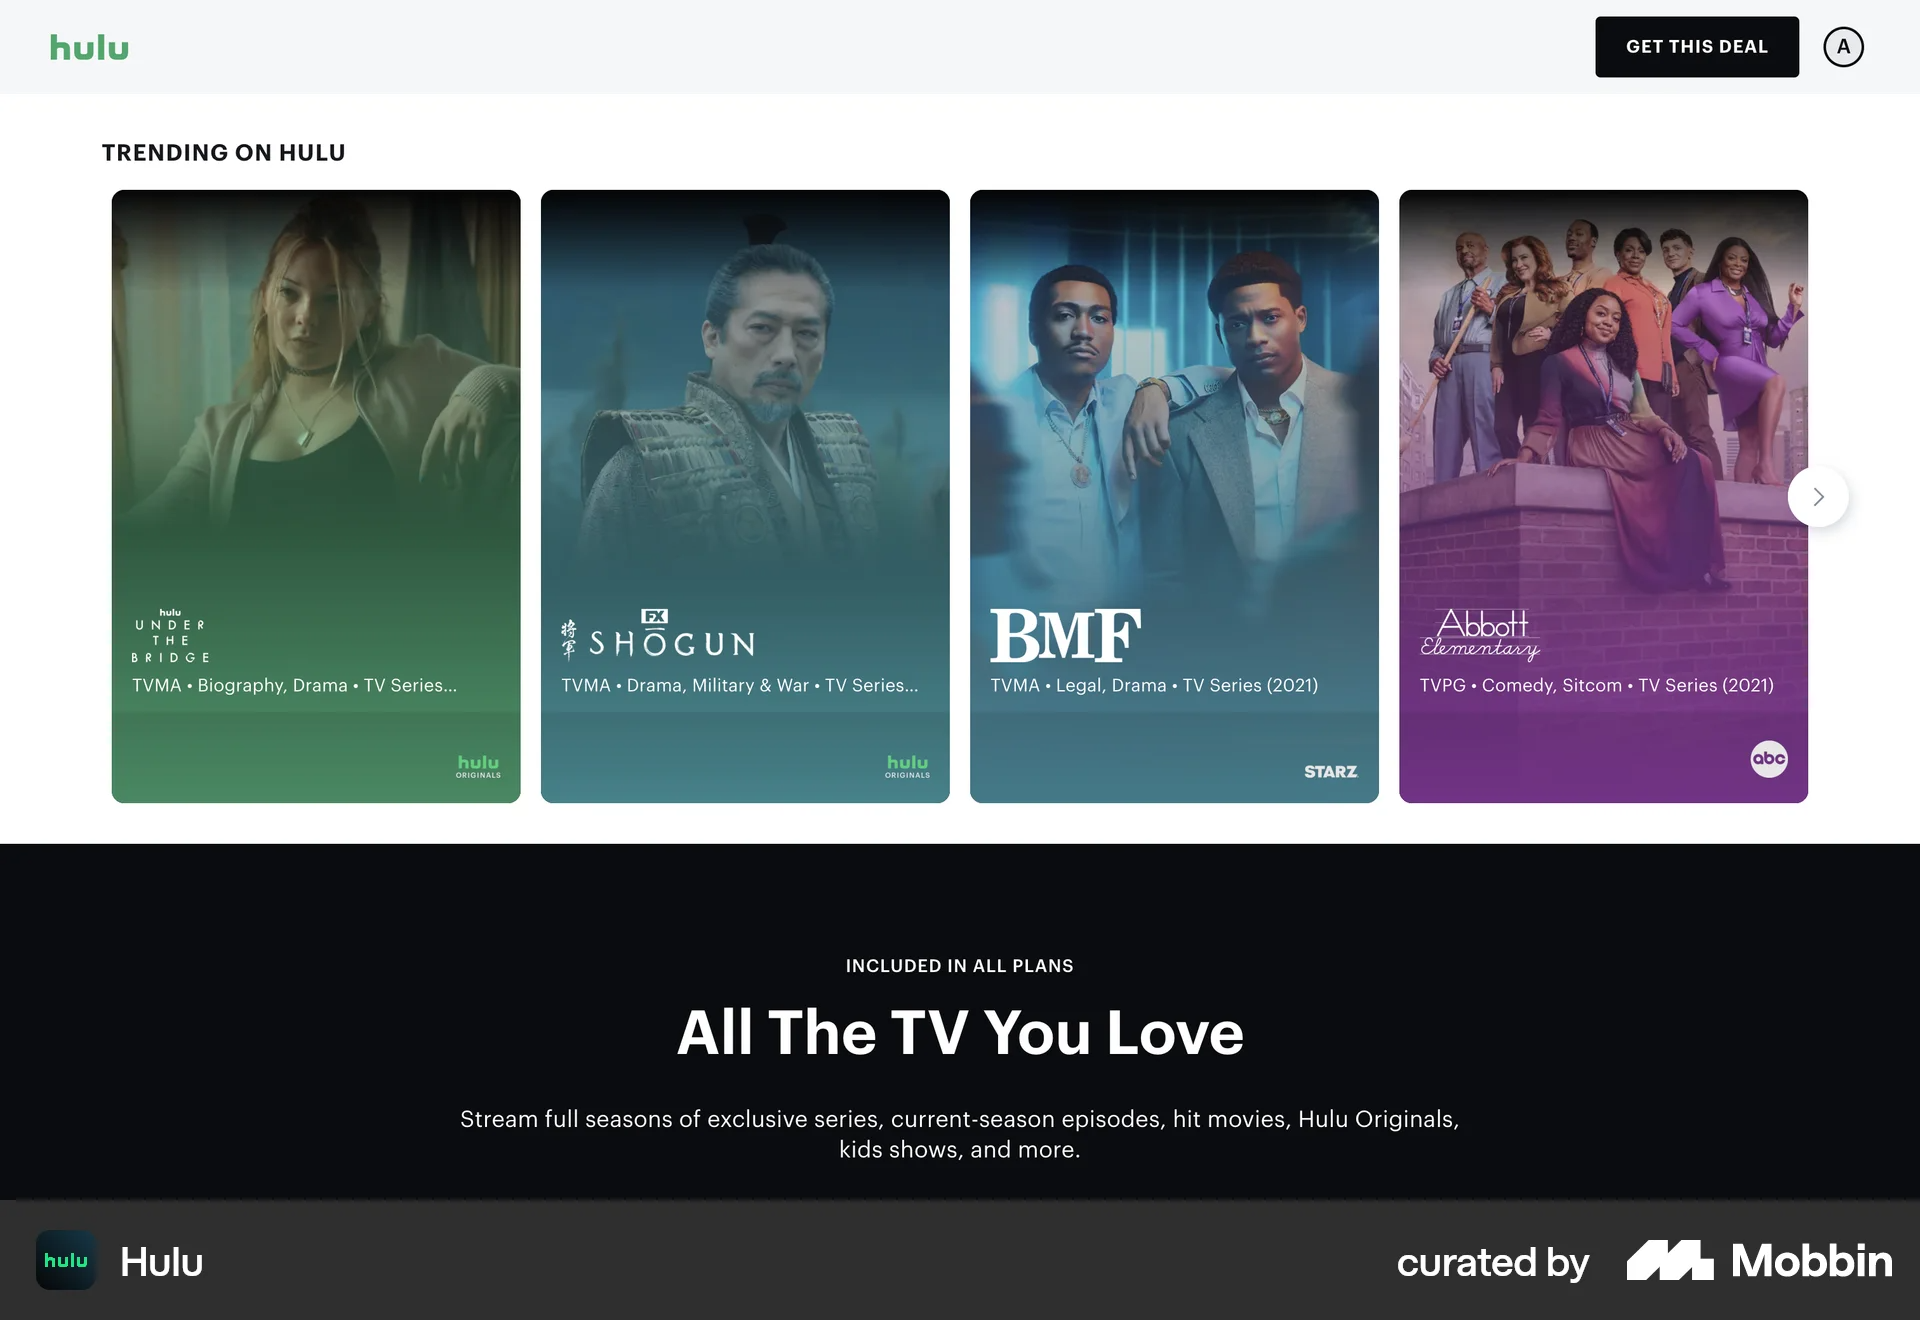 hulu
GET THIS DEAL
A
TRENDING ON HULU
hulu
UNDER
THE
BRIDGE
TVMA • Biography, Drama • TV Series...
hulu
ORIGINALS
FX
将軍 SHŌGUN
TVMA • Drama, Military & War • TV Series...
hulu
ORIGINALS
BMF
TVMA • Legal, Drama • TV Series (2021)
STARZ
Abbott
Elementary
TVPG • Comedy, Sitcom • TV Series (2021)
abc
INCLUDED IN ALL PLANS
All The TV You Love
Stream full seasons of exclusive series, current-season episodes, hit movies, Hulu Originals,
kids shows, and more.
hulu
Hulu
curated by
Mobbin